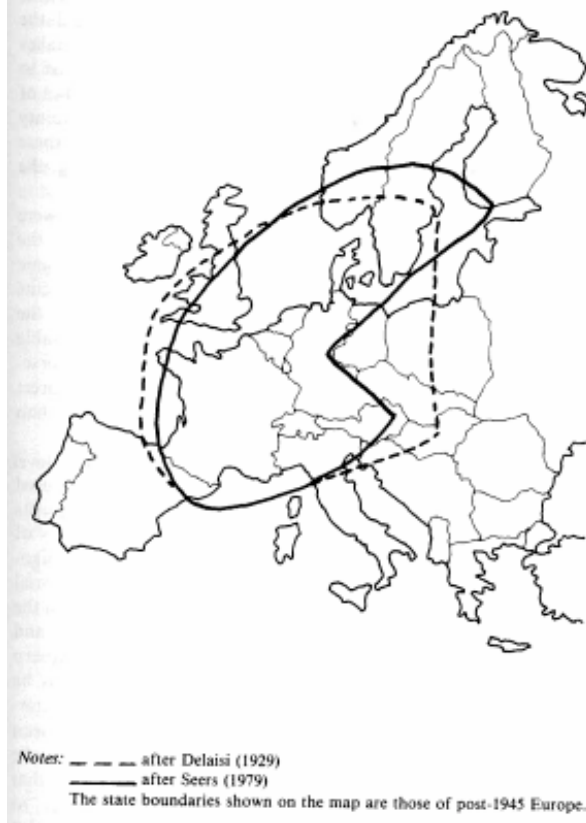 Notes: after Delaisi (1929)
after Seers (1979)
The state boundaries shown on the map are those of post-1945 Europe.